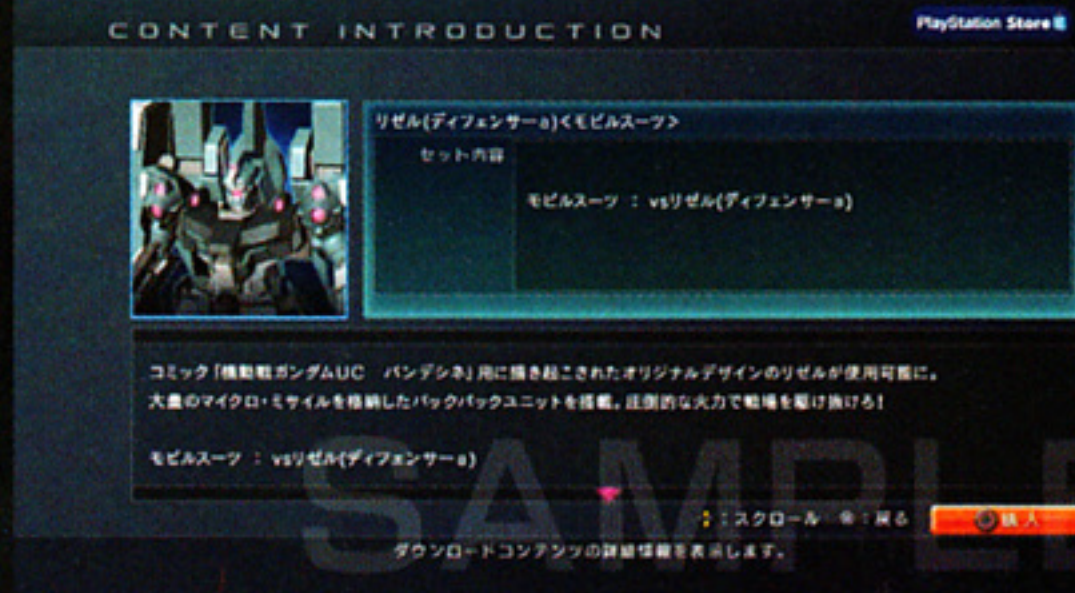 CONTENT INTRODUCTION
PlayStation Store
リゼル(ディフェンサーa)<モビルスーツ>
セット内容
モビルスーツ : vsリゼル(ディフェンサーa)
コミック「機動戦ガンダムUC バンデシネ」用に描き起こされたオリジナルデザインのリゼルが使用可能に。
大量のマイクロ・ミサイルを格納したバックパックユニットを搭載。圧倒的な火力で戦場を駆け抜けろ!
モビルスーツ : vsリゼル(ディフェンサーa)
:スクロール :戻る 購入
ダウンロードコンテンツの詳細情報を表示します。
SAMPLE